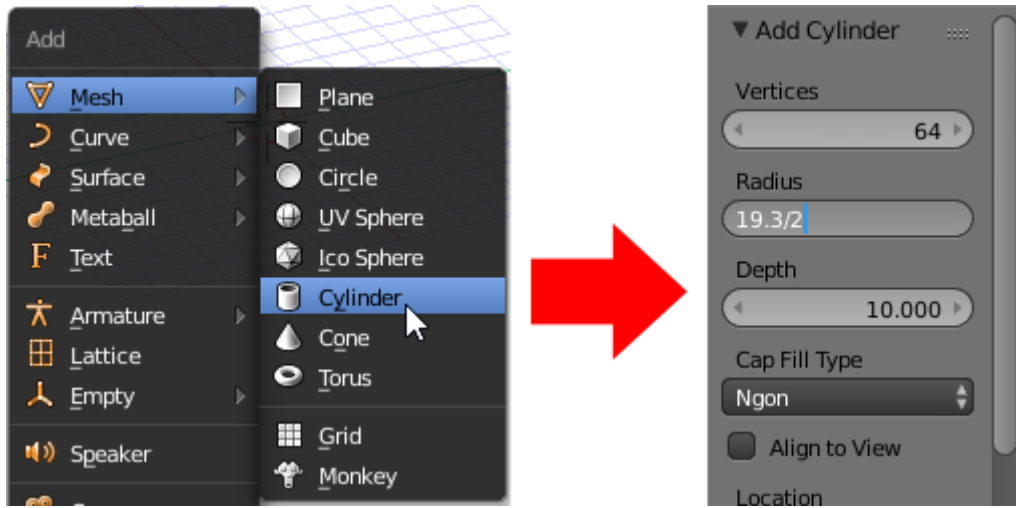 Add
Mesh
Curve
Surface
Metaball
Text
Armature
Lattice
Empty
Speaker
Plane
Cube
Circle
UV Sphere
Ico Sphere
Cylinder
Cone
Torus
Grid
Monkey
Add Cylinder
Vertices
64
Radius
19.3/2
Depth
10.000
Cap Fill Type
Ngon
Align to View
Location